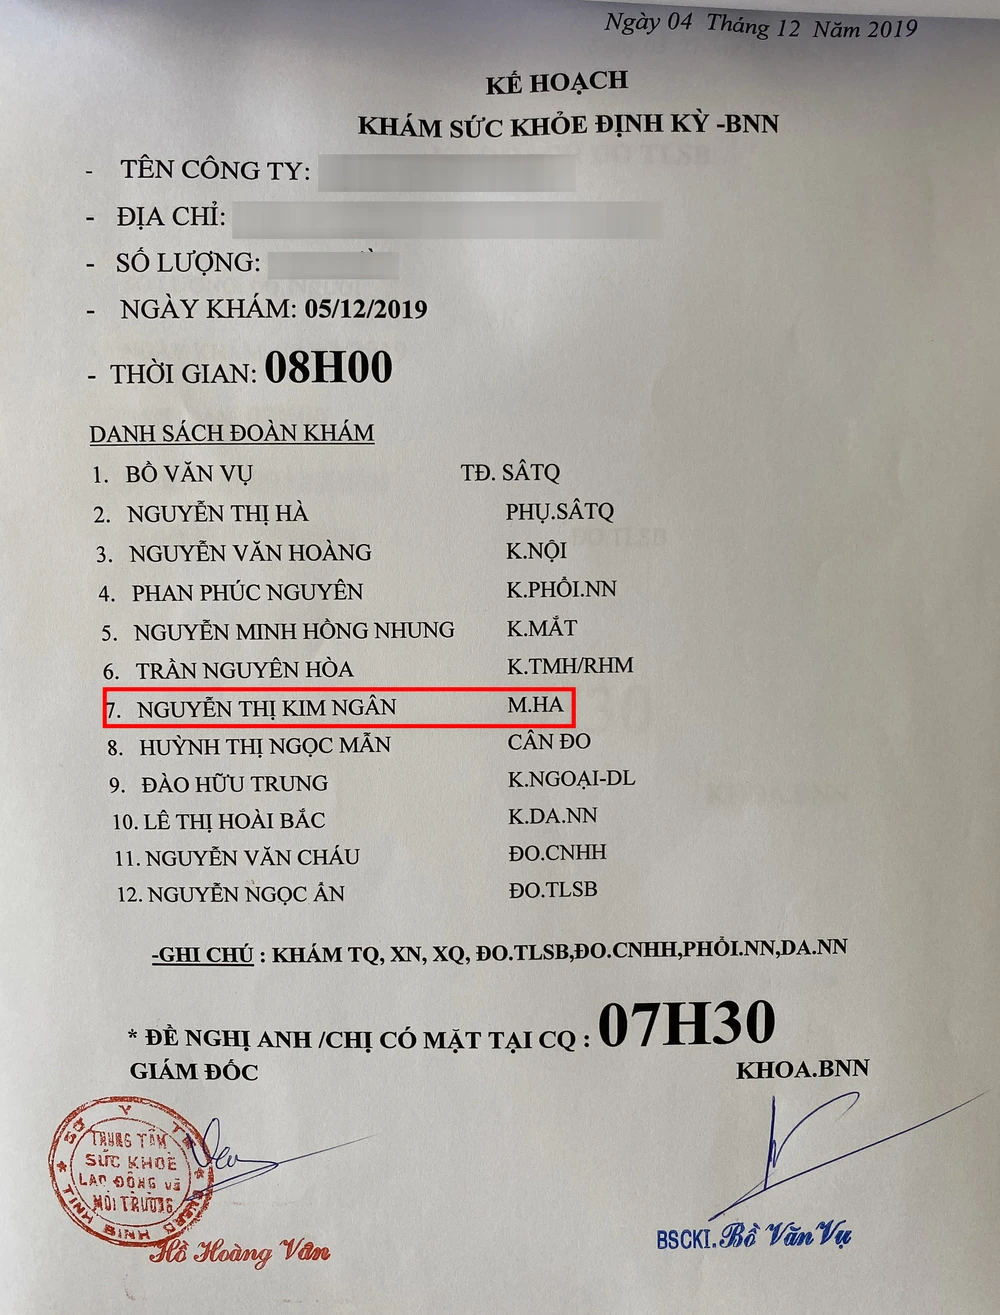 Ngày 04 Tháng 12 Năm 2019
KẾ HOẠCH
KHÁM SỨC KHỎE ĐỊNH KỲ -BNN
- TÊN CÔNG TY:
- ĐỊA CHỈ:
- SỐ LƯỢNG:
- NGÀY KHÁM: 05/12/2019
- THỜI GIAN: 08H00
DANH SÁCH ĐOÀN KHÁM
1. BỒ VĂN VỤ TĐ. SÂTQ
2. NGUYỄN THỊ HÀ PHỤ.SÂTQ
3. NGUYỄN VĂN HOÀNG K.NỘI
4. PHAN PHÚC NGUYÊN K.PHỔI.NN
5. NGUYỄN MINH HỒNG NHUNG K.MẮT
6. TRẦN NGUYÊN HÒA K.TMH/RHM
7. NGUYỄN THỊ KIM NGÂN M.HA
8. HUỲNH THỊ NGỌC MẪN CÂN ĐO
9. ĐÀO HỮU TRUNG K.NGOẠI-DL
10. LÊ THỊ HOÀI BẮC K.DA.NN
11. NGUYỄN VĂN CHÁU ĐO.CNHH
12. NGUYỄN NGỌC ẨN ĐO.TLSB
-GHI CHÚ : KHÁM TQ, XN, XQ, ĐO.TLSB,ĐO.CNHH,PHỔI.NN,DA.NN
* ĐỀ NGHỊ ANH /CHỊ CÓ MẶT TẠI CQ : 07H30
GIÁM ĐỐC KHOA.BNN
SỞ Y TẾ
TRUNG TÂM
SỨC KHOẺ
LAO ĐỘNG VÀ
MÔI TRƯỜNG
Hồ Hoàng Vân
BSCKI. Bồ Văn Vụ